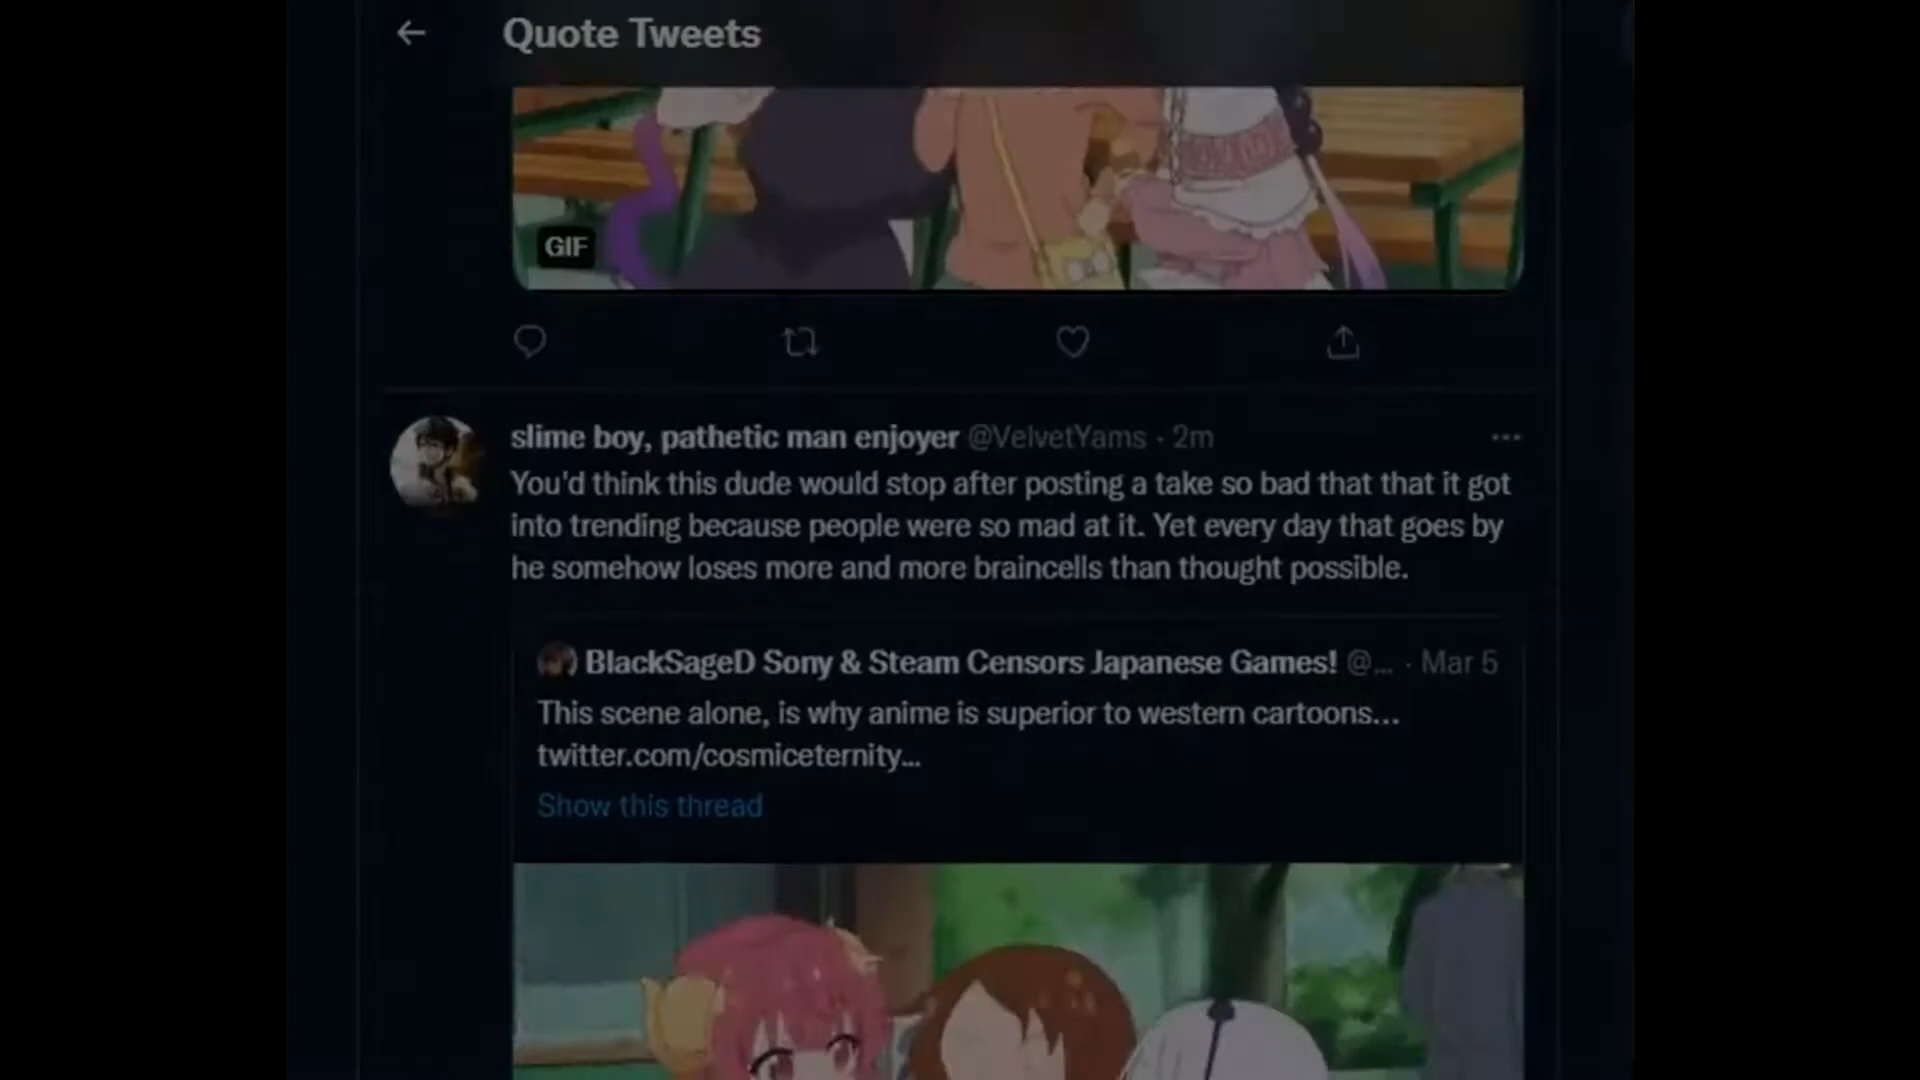 Quote Tweets
GIF
slime boy, pathetic man enjoyer @VelvetYams · 2m
You'd think this dude would stop after posting a take so bad that that it got
into trending because people were so mad at it. Yet every day that goes by
he somehow loses more and more braincells than thought possible.
BlackSageD Sony & Steam Censors Japanese Games! @... · Mar 5
This scene alone, is why anime is superior to western cartoons...
twitter.com/cosmiceternity...
Show this thread